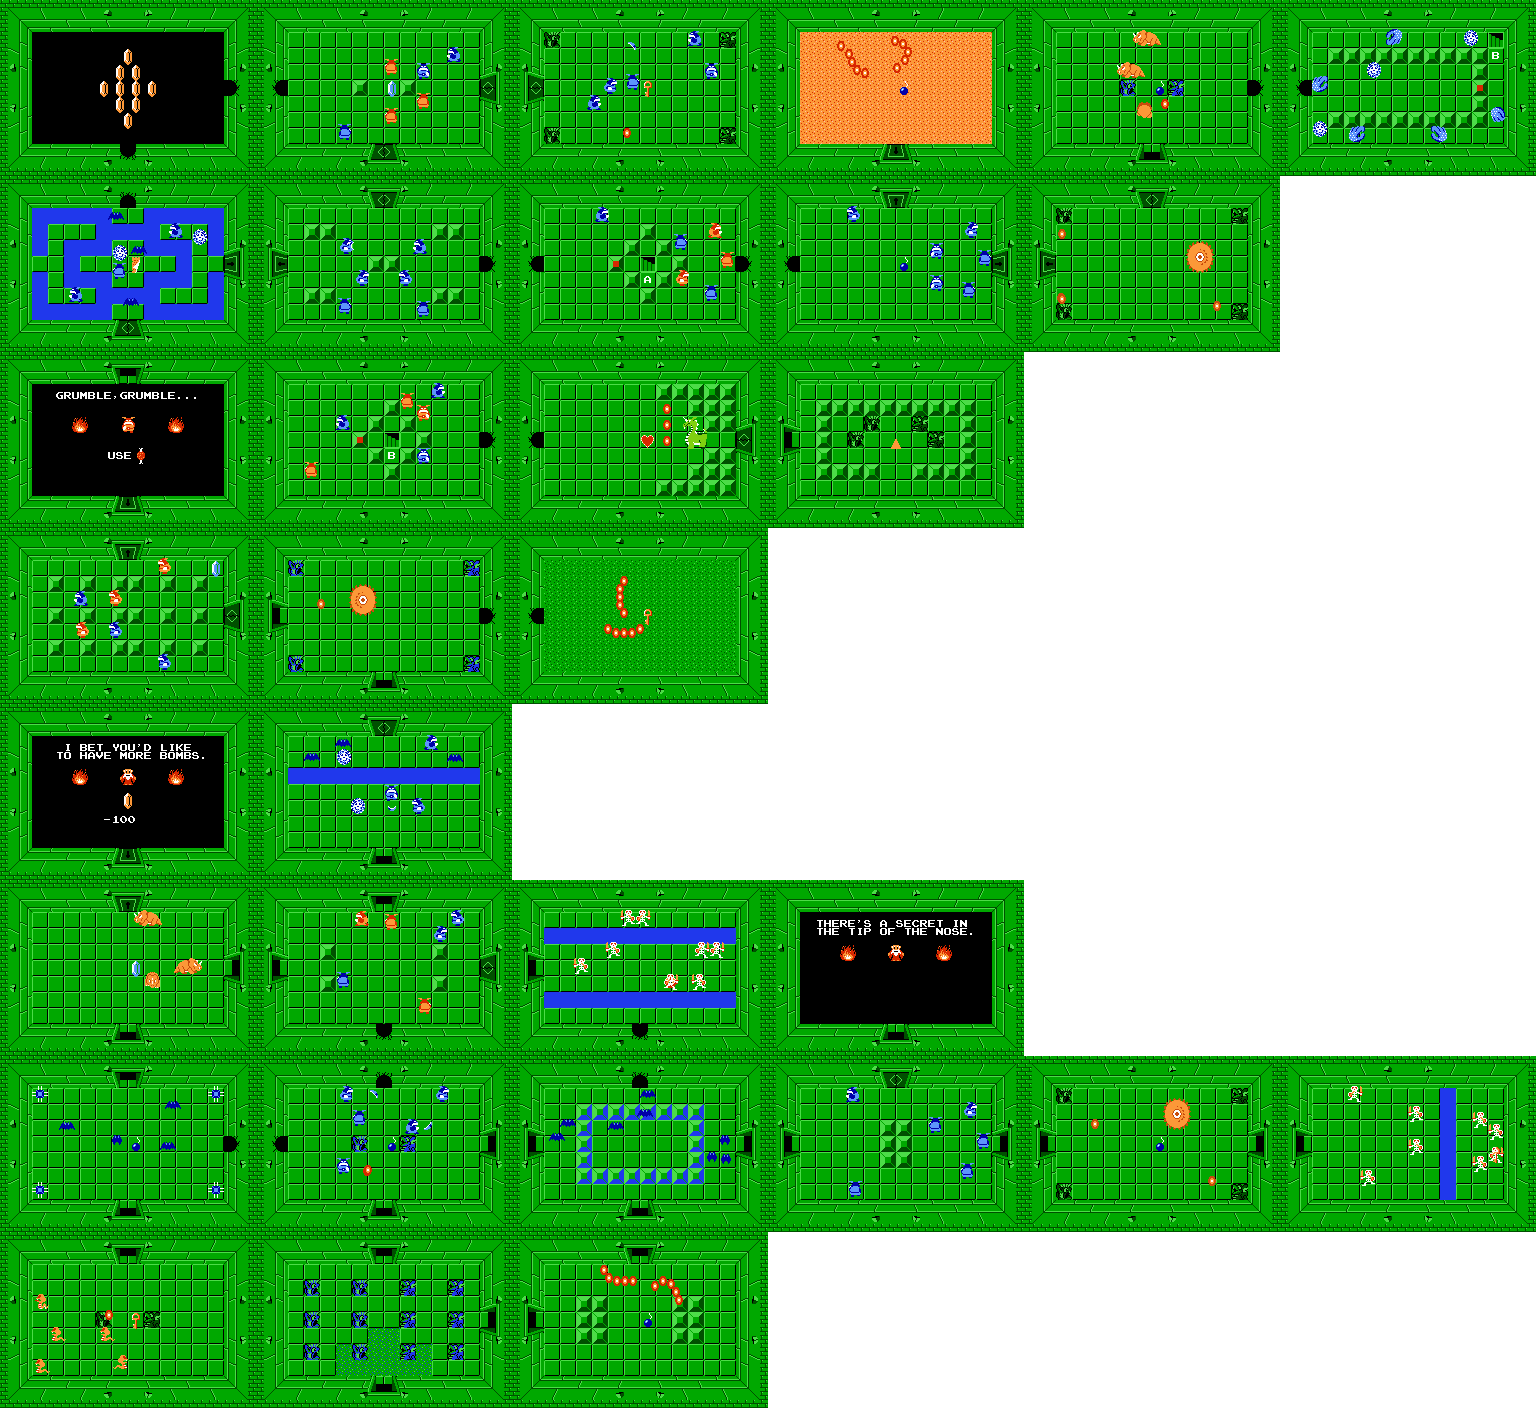 B
A
GRUMBLE,GRUMBLE...
USE
B
I BET YOU'D LIKE
TO HAVE MORE BOMBS.
-100
THERE'S A SECRET IN
THE TIP OF THE NOSE.